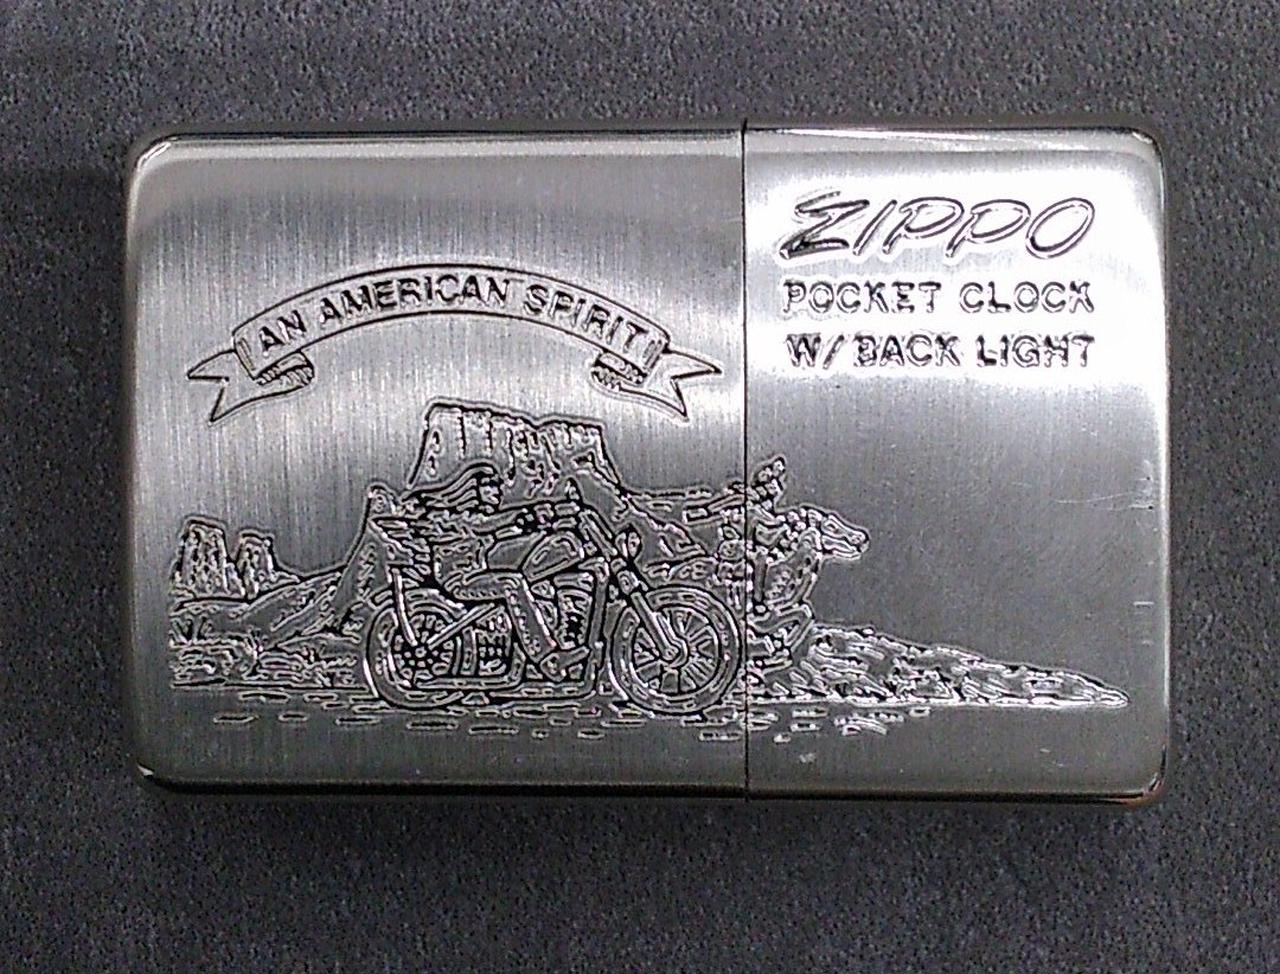 AN AMERICAN SPIRIT
ZIPPO
POCKET CLOCK
W/ BACK LIGHT